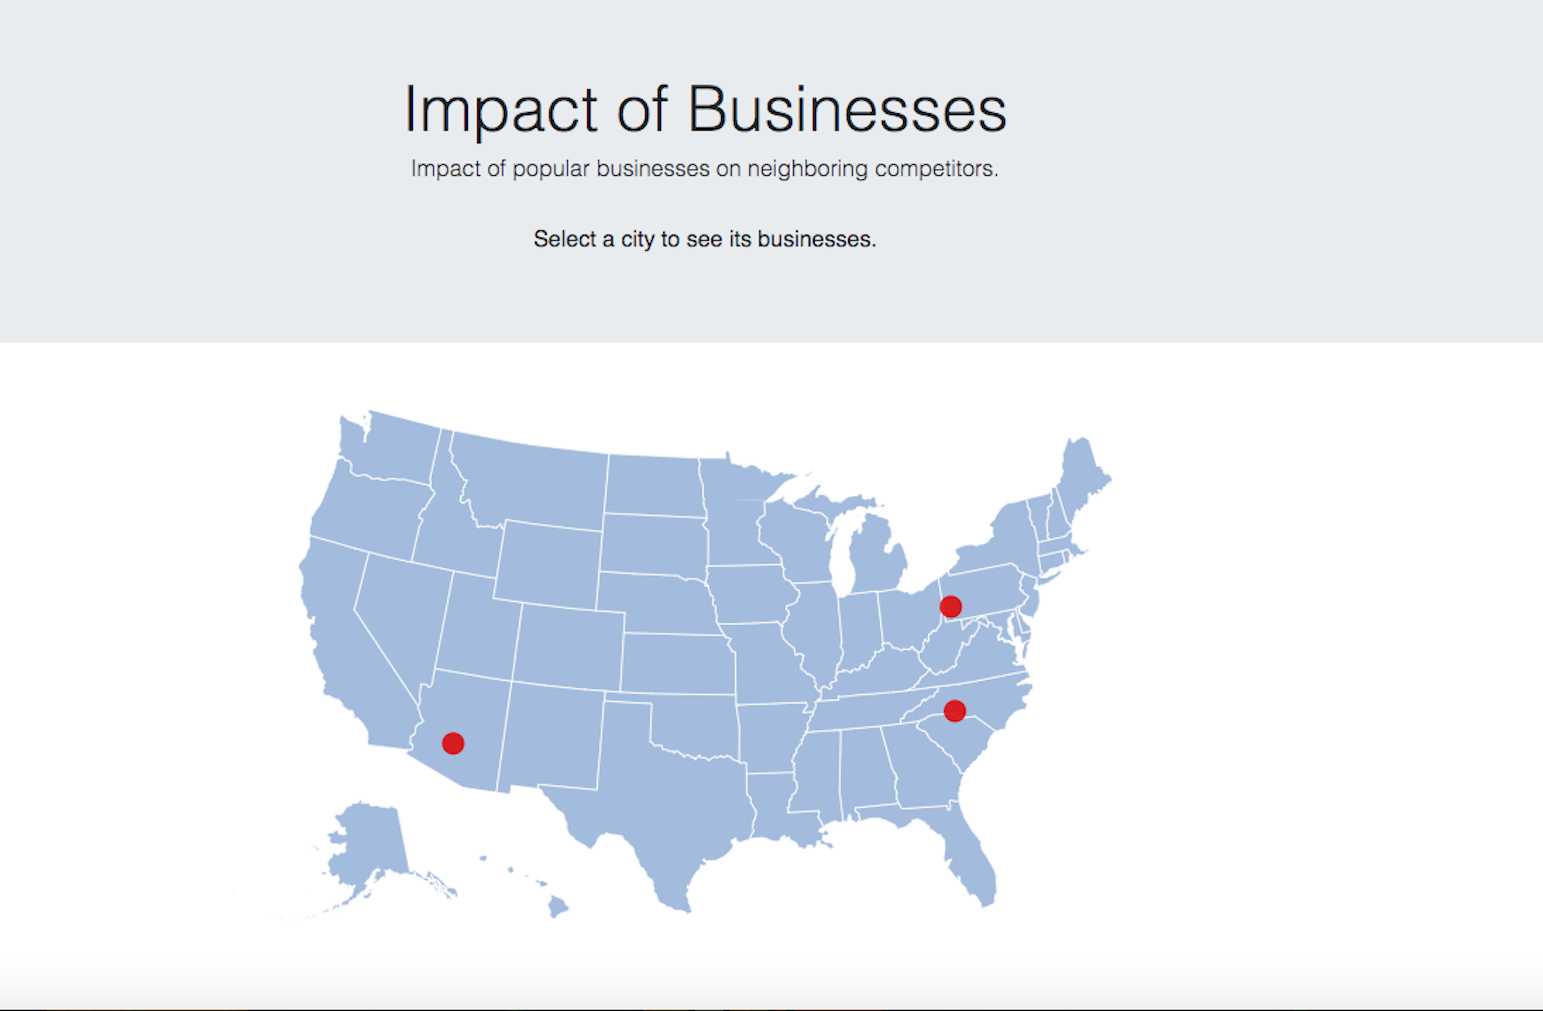 Impact of Businesses
Impact of popular businesses on neighboring competitors.
Select a city to see its businesses.